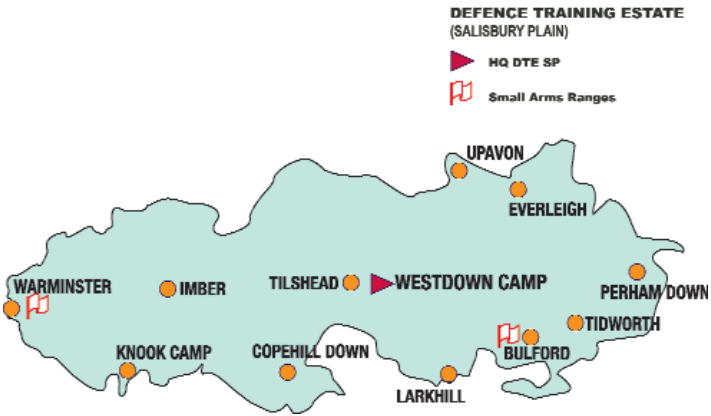 DEFENCE TRAINING ESTATE
(SALISBURY PLAIN)
HQ DTE SP
Small Arms Ranges
UPAVON
EVERLEIGH
WARMINSTER
IMBER
TILSHEAD
WESTDOWN CAMP
PERHAM DOWN
TIDWORTH
KNOOK CAMP
COPEHILL DOWN
BULFORD
LARKHILL